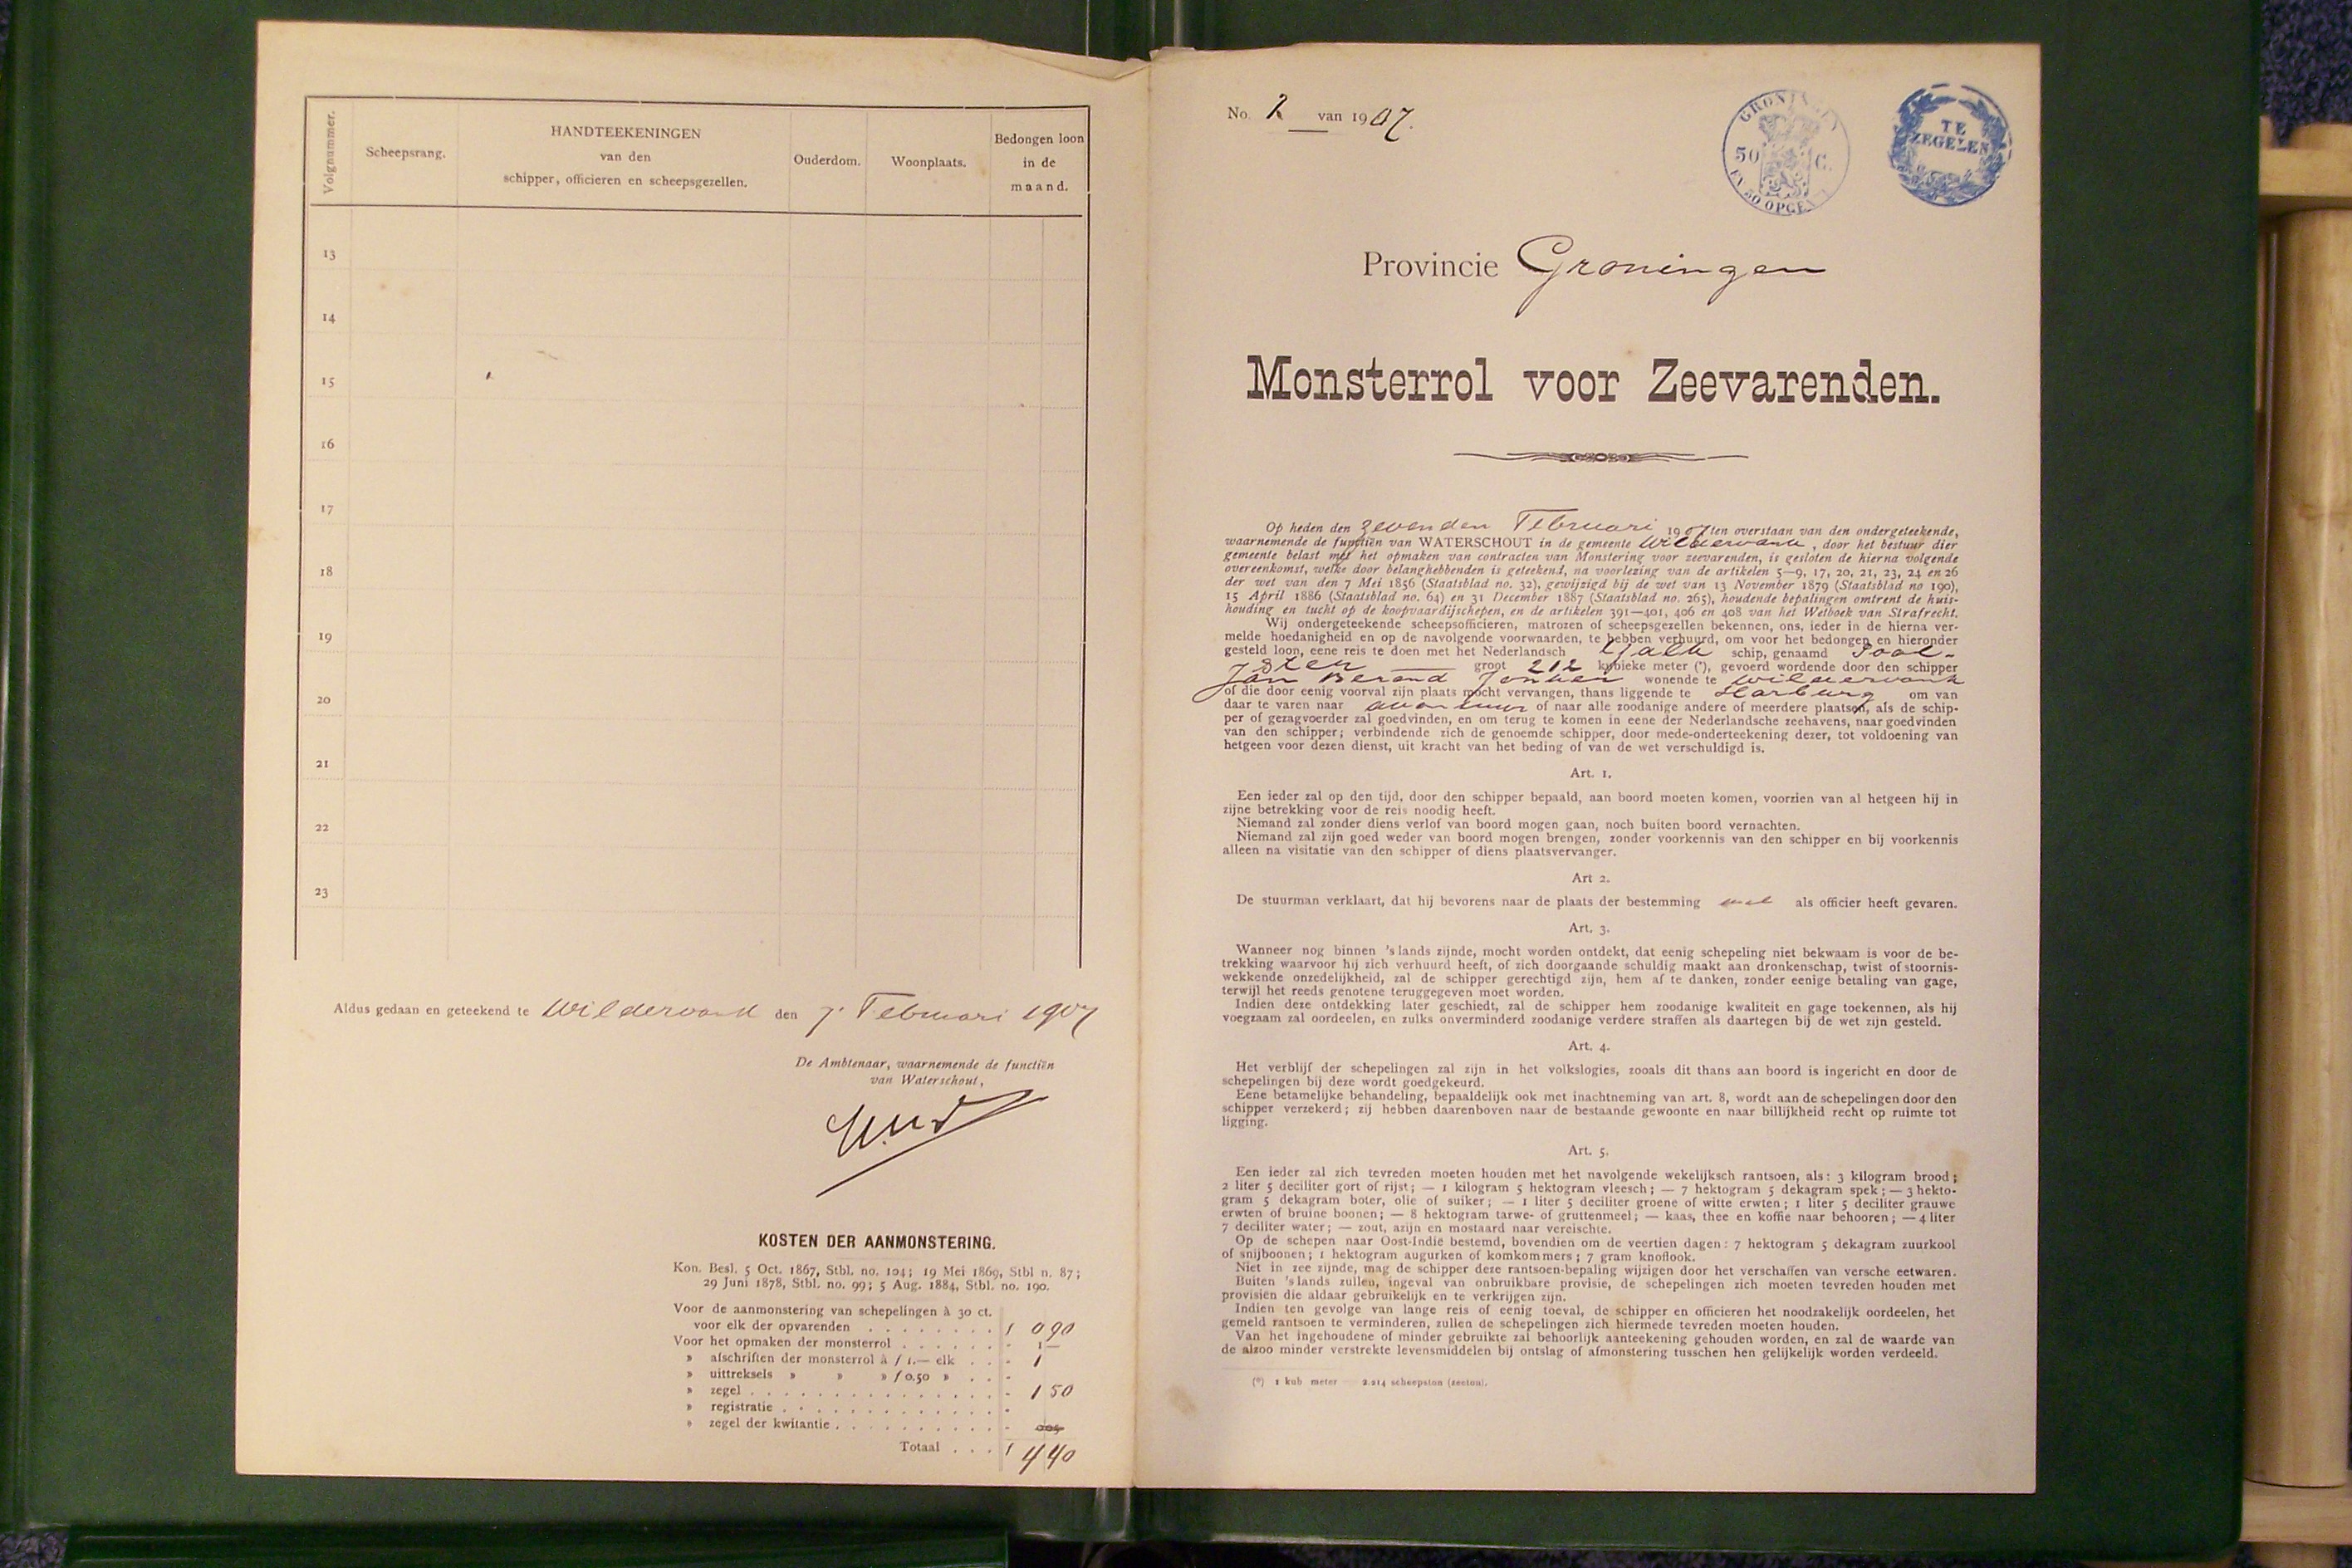 Volgnummer.
Scheepsrang.
HANDTEEKENINGEN
van den
schipper, officieren en scheepsgezellen.
Ouderdom.
Woonplaats.
Bedongen loon
in de
maand.
13
14
15
16
17
18
19
20
21
22
23
Aldus gedaan en geteekend te Wildervank den 7 Februari 1907
De Ambtenaar, waarnemende de functiën
van Waterschout,
KOSTEN DER AANMONSTERING.
Kon. Besl. 5 Oct. 1867, Stbl. no. 104; 19 Mei 1869, Stbl n. 87;
29 Juni 1878, Stbl. no. 99; 5 Aug. 1884, Stbl. no. 190.
Voor de aanmonstering van schepelingen à 30 ct.
voor elk der opvarenden . . . . . . . . f 0 90
Voor het opmaken der monsterrol . . . . . . - 1 —
» afschriften der monsterrol à f 1.— elk . . - 1
» uittreksels » » » f 0.50 » . . -
» zegel . . . . . . . . . . . . . . . - 1 50
» registratie . . . . . . . . . . . . . -
» zegel der kwitantie . . . . . . . . . . -
Totaal . . . f 4 40
No. 2 van 1907.
GRONINGEN
50 C.
EN 50 OPCEN
TE
ZEGELEN
Provincie Groningen
Monsterrol voor Zeevarenden.
Op heden den zevenden Februari 1907 ten overstaan van den ondergeteekende,
waarnemende de functiën van WATERSCHOUT in de gemeente Wildervank, door het bestuur dier
gemeente belast met het opmaken van contracten van Monstering voor zeevarenden, is gesloten de hierna volgende
overeenkomst, welke door belanghebbenden is geteekend, na voorlezing van de artikelen 5—9, 17, 20, 21, 23, 24 en 26
der wet van den 7 Mei 1856 (Staatsblad no. 32), gewijzigd bij de wet van 13 November 1879 (Staatsblad no 190),
15 April 1886 (Staatsblad no. 64) en 31 December 1887 (Staatsblad no. 265), houdende bepalingen omtrent de huis-
houding en tucht op de koopvaardijschepen, en de artikelen 391—401, 406 en 408 van het Wetboek van Strafrecht.
Wij ondergeteekende scheepsofficieren, matrozen of scheepsgezellen bekennen, ons, ieder in de hierna ver-
melde hoedanigheid en op de navolgende voorwaarden, te hebben verhuurd, om voor het bedongen en hieronder
gesteld loon, eene reis te doen met het Nederlandsch tjalk schip, genaamd Pool-
ster groot 212 kubieke meter (*), gevoerd wordende door den schipper
Jan Berend Jonker wonende te Wildervank
of die door eenig voorval zijn plaats mocht vervangen, thans liggende te Harburg om van
daar te varen naar avontuur of naar alle zoodanige andere of meerdere plaatsen, als de schip-
per of gezagvoerder zal goedvinden, en om terug te komen in eene der Nederlandsche zeehavens, naar goedvinden
van den schipper; verbindende zich de genoemde schipper, door mede-onderteekening dezer, tot voldoening van
hetgeen voor dezen dienst, uit kracht van het beding of van de wet verschuldigd is.
Art. 1.
Een ieder zal op den tijd, door den schipper bepaald, aan boord moeten komen, voorzien van al hetgeen hij in
zijne betrekking voor de reis noodig heeft.
Niemand zal zonder diens verlof van boord mogen gaan, noch buiten boord vernachten.
Niemand zal zijn goed weder van boord mogen brengen, zonder voorkennis van den schipper en bij voorkennis
alleen na visitatie van den schipper of diens plaatsvervanger.
Art 2.
De stuurman verklaart, dat hij bevorens naar de plaats der bestemming wel als officier heeft gevaren.
Art. 3.
Wanneer nog binnen 's lands zijnde, mocht worden ontdekt, dat eenig schepeling niet bekwaam is voor de be-
trekking waarvoor hij zich verhuurd heeft, of zich doorgaande schuldig maakt aan dronkenschap, twist of stoornis-
wekkende onzedelijkheid, zal de schipper gerechtigd zijn, hem af te danken, zonder eenige betaling van gage,
terwijl het reeds genotene teruggegeven moet worden.
Indien deze ontdekking later geschiedt, zal de schipper hem zoodanige kwaliteit en gage toekennen, als hij
voegzaam zal oordeelen, en zulks onverminderd zoodanige verdere straffen als daartegen bij de wet zijn gesteld.
Art. 4.
Het verblijf der schepelingen zal zijn in het volkslogies, zooals dit thans aan boord is ingericht en door de
schepelingen bij deze wordt goedgekeurd.
Eene betamelijke behandeling, bepaaldelijk ook met inachtneming van art. 8, wordt aan de schepelingen door den
schipper verzekerd; zij hebben daarenboven naar de bestaande gewoonte en naar billijkheid recht op ruimte tot
ligging.
Art. 5.
Een ieder zal zich tevreden moeten houden met het navolgende wekelijksch rantsoen, als: 3 kilogram brood;
2 liter 5 deciliter gort of rijst; — 1 kilogram 5 hektogram vleesch; — 7 hektogram 5 dekagram spek; — 3 hekto-
gram 5 dekagram boter, olie of suiker; — 1 liter 5 deciliter groene of witte erwten; 1 liter 5 deciliter grauwe
erwten of bruine boonen; — 8 hektogram tarwe- of gruttenmeel; — kaas, thee en koffie naar behooren; — 4 liter
7 deciliter water; — zout, azijn en mostaard naar vereischte.
Op de schepen naar Oost-Indië bestemd, bovendien om de veertien dagen: 7 hektogram 5 dekagram zuurkool
of snijboonen; 1 hektogram augurken of komkommers; 7 gram knoflook.
Niet in zee zijnde, mag de schipper deze rantsoen-bepaling wijzigen door het verschaffen van versche eetwaren.
Buiten 's lands zullen, ingeval van onbruikbare provisie, de schepelingen zich moeten tevreden houden met
provisiën die aldaar gebruikelijk en te verkrijgen zijn.
Indien ten gevolge van lange reis of eenig toeval, de schipper en officieren het noodzakelijk oordeelen, het
gemeld rantsoen te verminderen, zullen de schepelingen zich hiermede tevreden moeten houden.
Van het ingehoudene of minder gebruikte zal behoorlijk aanteekening gehouden worden, en zal de waarde van
de alzoo minder verstrekte levensmiddelen bij ontslag of afmonstering tusschen hen gelijkelijk worden verdeeld.
(*) 1 kub meter 2.214 scheepston (zeeton).